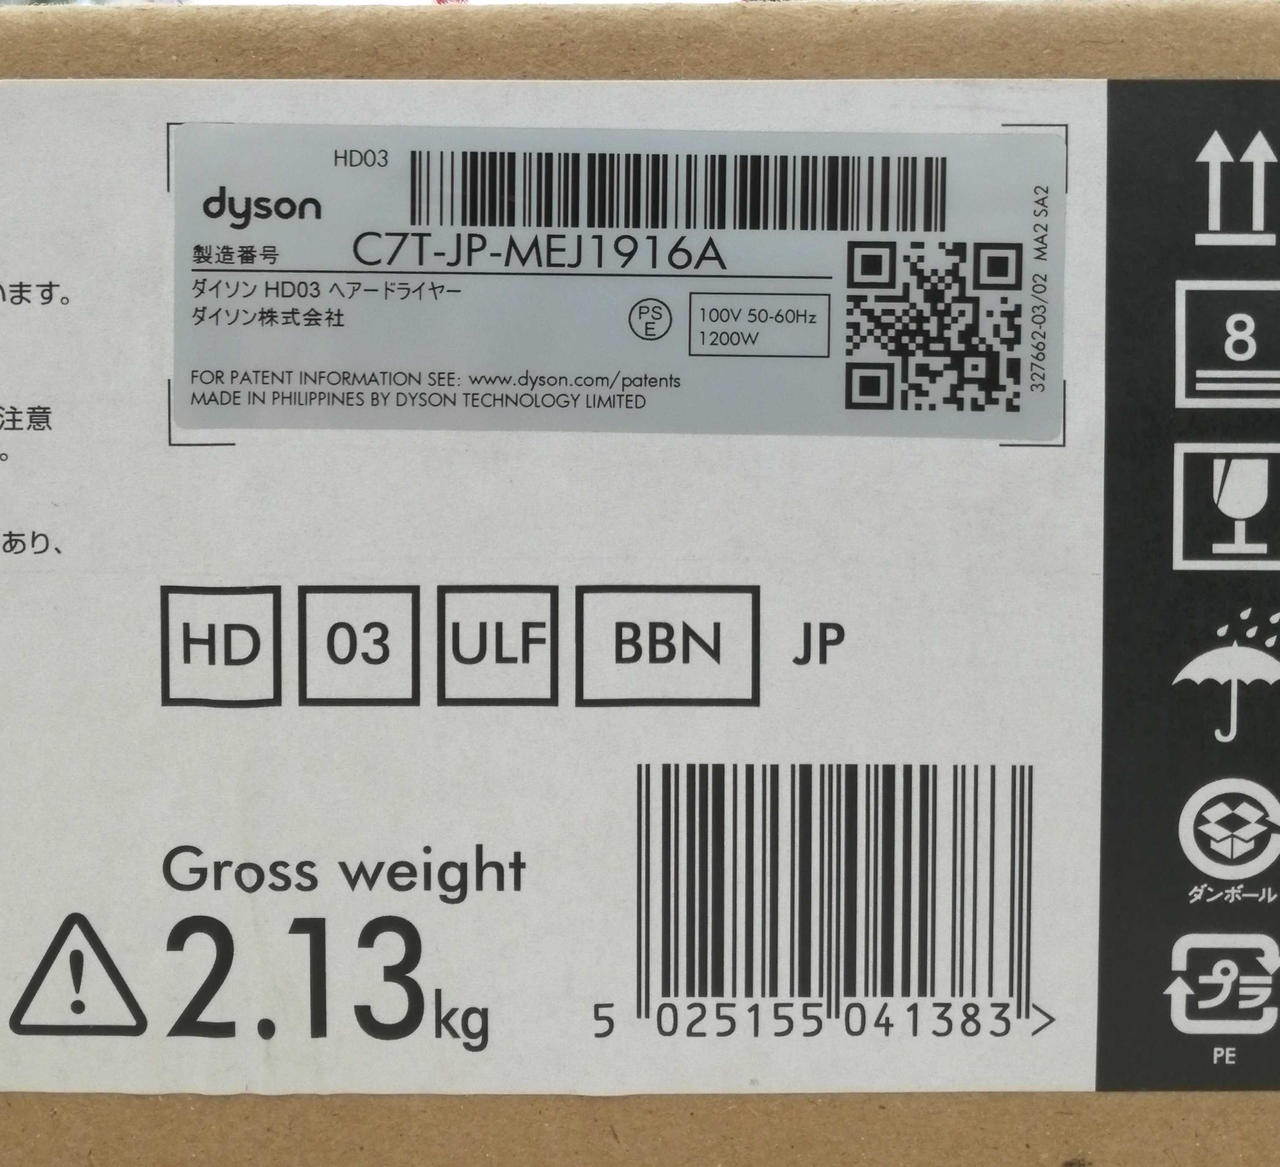 HD03
dyson
製造番号 C7T-JP-MEJ1916A
ダイソン HD03 ヘアードライヤー
ダイソン株式会社
PS
E
100V 50-60Hz
1200W
FOR PATENT INFORMATION SEE: www.dyson.com/patents
MADE IN PHILIPPINES BY DYSON TECHNOLOGY LIMITED
327662-03/02 MA2 SA2
います。
注意
。
あり、
8
HD 03 ULF BBN JP
Gross weight
2.13kg
5 025155 041383 >
ダンボール
プラ
PE